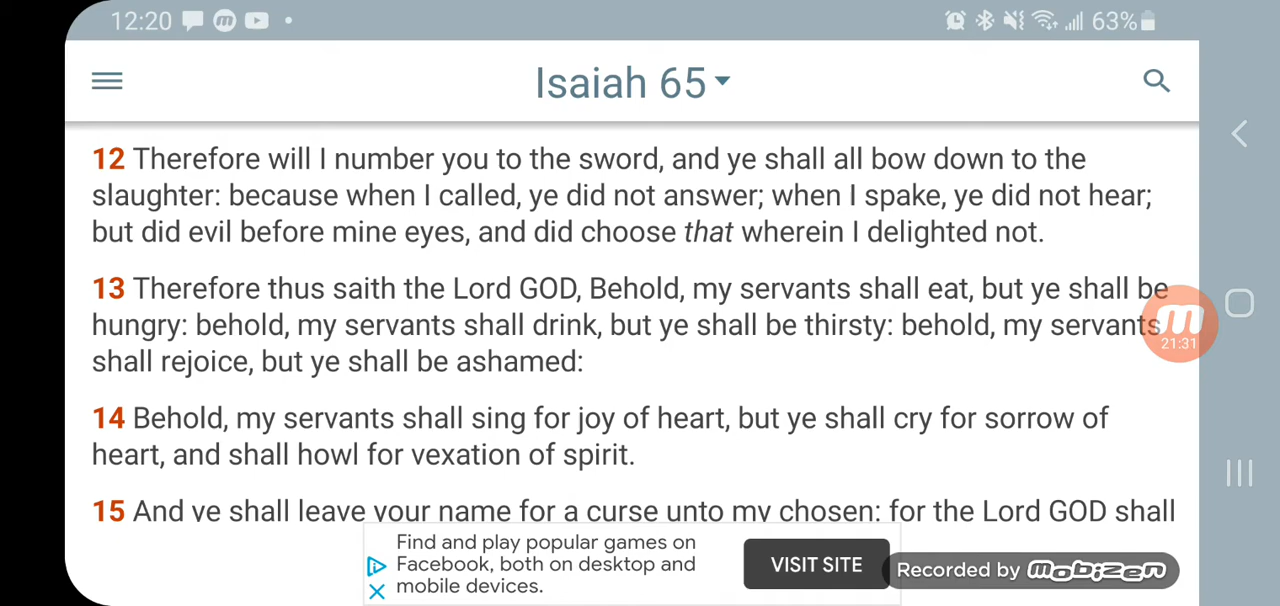 12:20
63%
Isaiah 65
12 Therefore will I number you to the sword, and ye shall all bow down to the
slaughter: because when I called, ye did not answer; when I spake, ye did not hear;
but did evil before mine eyes, and did choose that wherein I delighted not.
13 Therefore thus saith the Lord GOD, Behold, my servants shall eat, but ye shall be
hungry: behold, my servants shall drink, but ye shall be thirsty: behold, my servants
shall rejoice, but ye shall be ashamed:
21:31
14 Behold, my servants shall sing for joy of heart, but ye shall cry for sorrow of
heart, and shall howl for vexation of spirit.
15 And ye shall leave your name for a curse unto my chosen: for the Lord GOD shall
Find and play popular games on
Facebook, both on desktop and
mobile devices.
VISIT SITE
Recorded by mobizen